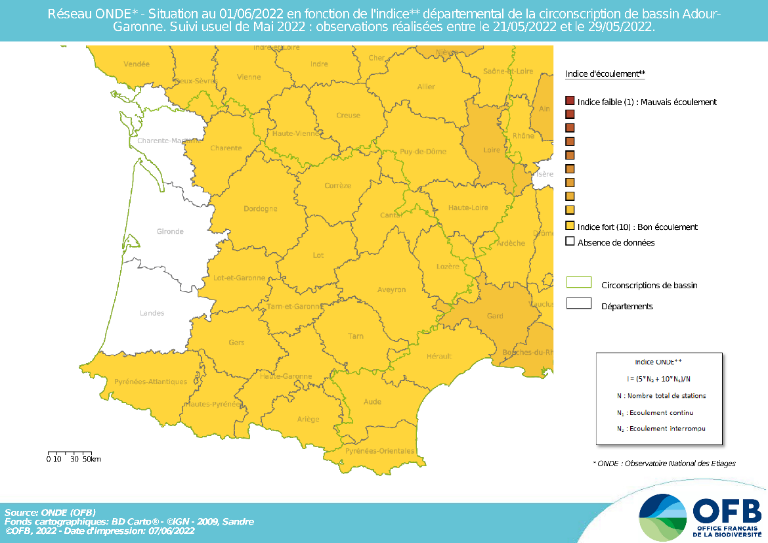 Réseau ONDE* - Situation au 01/06/2022 en fonction de l'indice** départemental de la circonscription de bassin Adour-
Garonne. Suivi usuel de Mai 2022 : observations réalisées entre le 21/05/2022 et le 29/05/2022.
Indre-et-Loire
Nièvre
Vendée
Deux-Sèvres
Vienne
Indre
Cher
Allier
Saône-et-Loire
Ain
Charente-Maritime
Charente
Haute-Vienne
Creuse
Puy-de-Dôme
Loire
Rhône
Isère
Corrèze
Dordogne
Cantal
Haute-Loire
Gironde
Drôme
Ardèche
Lot
Lozère
Lot-et-Garonne
Aveyron
Tarn-et-Garonne
Vaucluse
Landes
Gard
Gers
Tarn
Hérault
Bouches-du-Rh
Pyrénées-Atlantiques
Haute-Garonne
Hautes-Pyrénées
Aude
Ariège
Pyrénées-Orientales
0 10 30 50km
Indice d'écoulement**
Indice faible (1) : Mauvais écoulement
Indice fort (10) : Bon écoulement
Absence de données
Circonscriptions de bassin
Départements
Indice ONDE**
I = (5*N₂ + 10*N₁)/N
N : Nombre total de stations
N₁ : Ecoulement continu
N₂ : Ecoulement interrompu
* ONDE : Observatoire National des Etiages
Source: ONDE (OFB)
Fonds cartographiques: BD Carto® - ©IGN - 2009, Sandre
©OFB, 2022 - Date d'impression: 07/06/2022
OFB
OFFICE FRANÇAIS
DE LA BIODIVERSITÉ